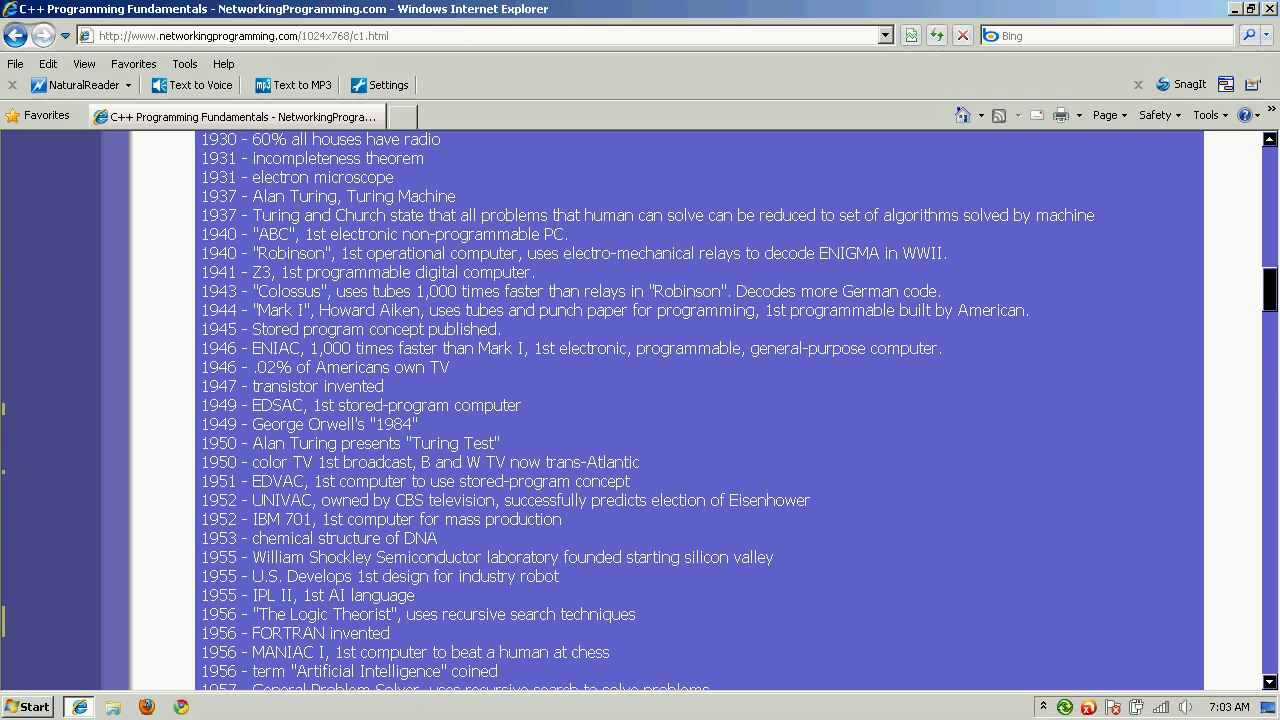 C++ Programming Fundamentals - NetworkingProgramming.com - Windows Internet Explorer
http://www.networkingprogramming.com/1024x768/c1.html
Bing
File Edit View Favorites Tools Help
NaturalReader Text to Voice mp3 Text to MP3 Settings SnagIt
Favorites C++ Programming Fundamentals - NetworkingProgra... Page Safety Tools
1930 - 60% all houses have radio
1931 - incompleteness theorem
1931 - electron microscope
1937 - Alan Turing, Turing Machine
1937 - Turing and Church state that all problems that human can solve can be reduced to set of algorithms solved by machine
1940 - "ABC", 1st electronic non-programmable PC.
1940 - "Robinson", 1st operational computer, uses electro-mechanical relays to decode ENIGMA in WWII.
1941 - Z3, 1st programmable digital computer.
1943 - "Colossus", uses tubes 1,000 times faster than relays in "Robinson". Decodes more German code.
1944 - "Mark I", Howard Aiken, uses tubes and punch paper for programming, 1st programmable built by American.
1945 - Stored program concept published.
1946 - ENIAC, 1,000 times faster than Mark I, 1st electronic, programmable, general-purpose computer.
1946 - .02% of Americans own TV
1947 - transistor invented
1949 - EDSAC, 1st stored-program computer
1949 - George Orwell's "1984"
1950 - Alan Turing presents "Turing Test"
1950 - color TV 1st broadcast, B and W TV now trans-Atlantic
1951 - EDVAC, 1st computer to use stored-program concept
1952 - UNIVAC, owned by CBS television, successfully predicts election of Eisenhower
1952 - IBM 701, 1st computer for mass production
1953 - chemical structure of DNA
1955 - William Shockley Semiconductor laboratory founded starting silicon valley
1955 - U.S. Develops 1st design for industry robot
1955 - IPL II, 1st AI language
1956 - "The Logic Theorist", uses recursive search techniques
1956 - FORTRAN invented
1956 - MANIAC I, 1st computer to beat a human at chess
1956 - term "Artificial Intelligence" coined
1957 - General Problem Solver, uses recursive search to solve problems
Start 7:03 AM